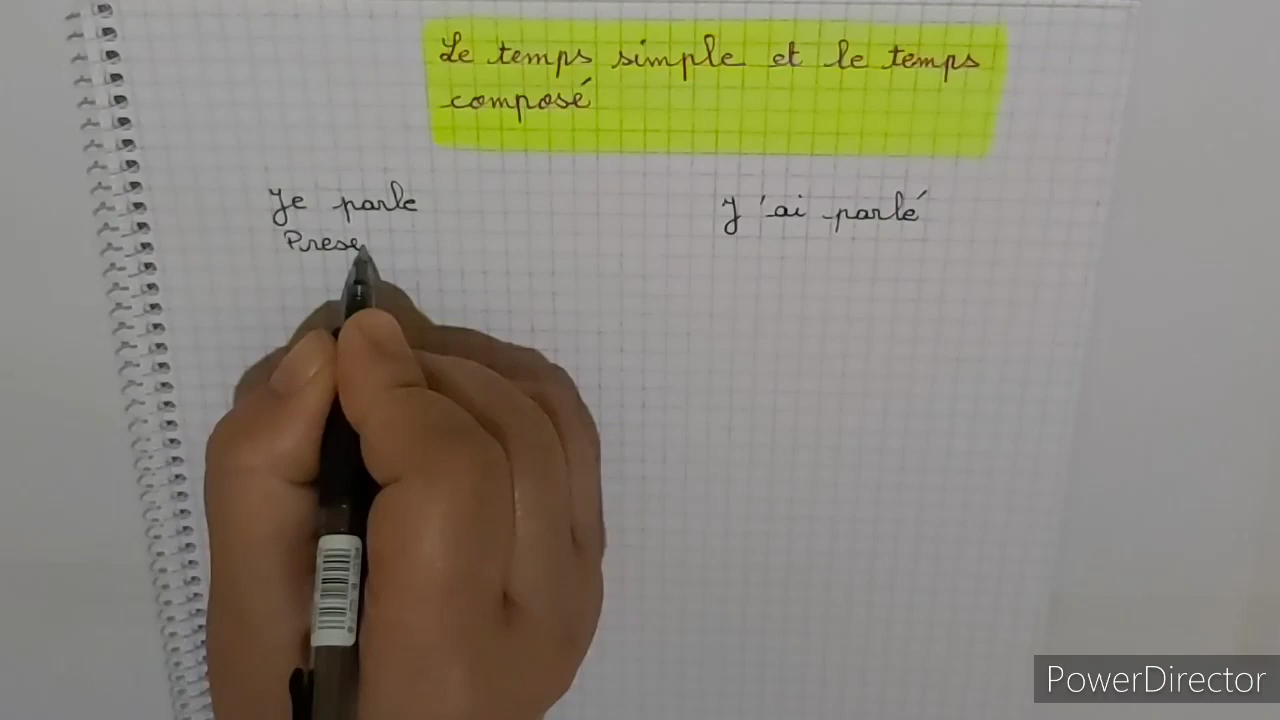 Le temps simple et le temps
composé
Je parle
J'ai parlé
Prese
PowerDirector